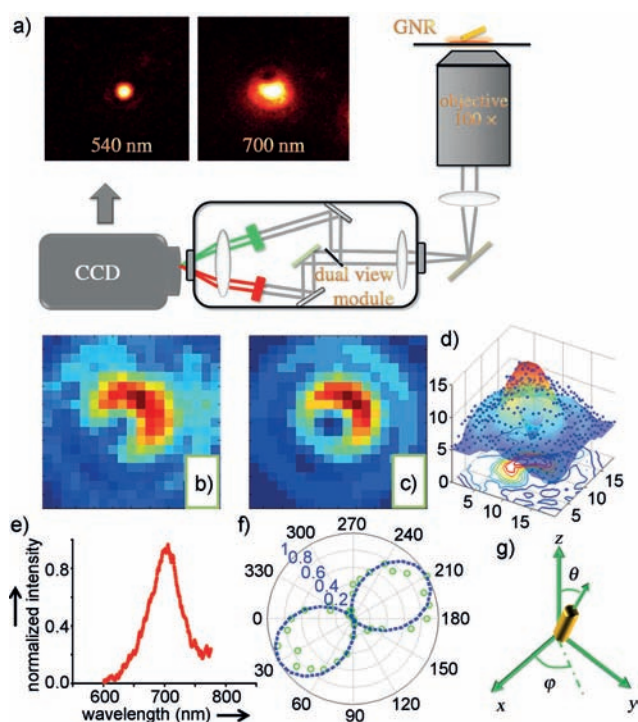 a)
540 nm
700 nm
GNR
objective
100 ×
dual view
module
CCD
b)
c)
d)
15
10
5
0
5
10
15
15
10
5
e)
normalized intensity
0.8
0.4
0.0
600
700
800
wavelength (nm)
f)
270
300
240
330
210
0
180
30
150
60
120
90
1
0.8
0.6
0.4
0.2
g)
z
θ
φ
x
y